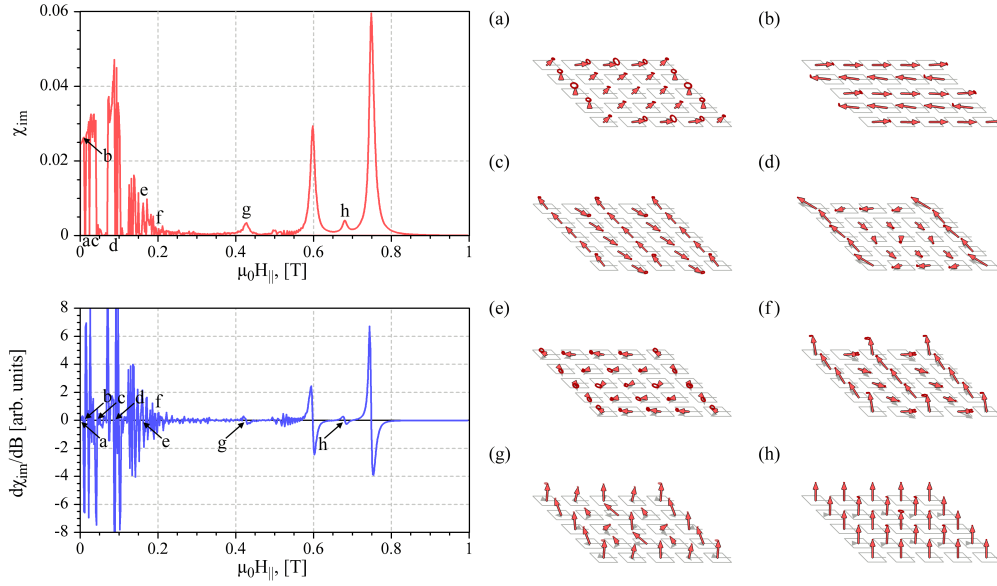 0.06
0.04
0.02
0
χim
b
ac
d
e
f
g
h
0 0.2 0.4 0.6 0.8 1
μ0H||, [T]
8
6
4
2
0
-2
-4
-6
-8
dχim/dB [arb. units]
b c d f
a
e
g
h
0 0.2 0.4 0.6 0.8 1
μ0H||, [T]
(a) (b)
(c) (d)
(e) (f)
(g) (h)